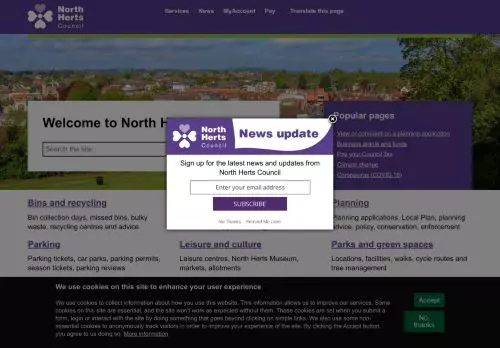 North
Herts
Council
Services News MyAccount Pay Translate this page
Welcome to North H
Search the site
Popular pages
View or comment on a planning application
Business grants and funds
Pay your Council Tax
Climate change
Coronavirus (COVID-19)
North
Herts
Council
News update
Sign up for the latest news and updates from
North Herts Council
Enter your email address
SUBSCRIBE
No Thanks Remind Me Later
Bins and recycling
Bin collection days, missed bins, bulky
waste, recycling centres and advice
Planning
Planning applications, Local Plan, planning
advice, policy, conservation, enforcement
Parking
Parking tickets, car parks, parking permits,
season tickets, parking reviews
Leisure and culture
Leisure centres, North Herts Museum,
markets, allotments
Parks and green spaces
Locations, facilities, walks, cycle routes and
tree management
We use cookies on this site to enhance your user experience
We use cookies to collect information about how you use this website. This information allows us to improve our services. Some
cookies on this site are essential, and the site won't work as expected without them. These cookies are set when you submit a
form, login or interact with the site by doing something that goes beyond clicking on simple links. We also use some non-
essential cookies to anonymously track visitors in order to improve your experience of the site. By clicking the Accept button,
you agree to us doing so. More information
Accept
No,
thanks